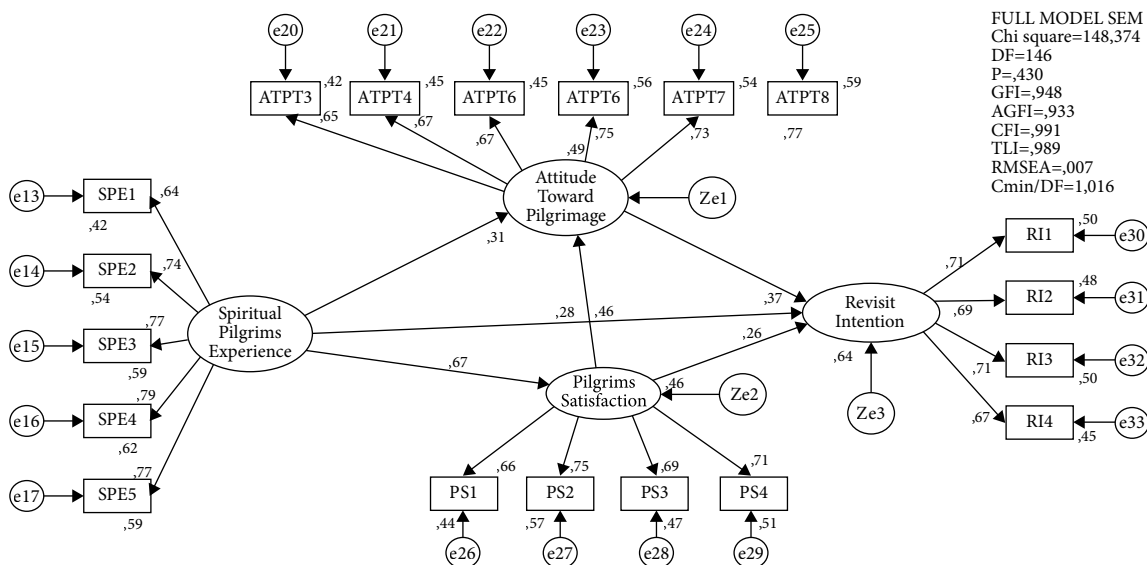 e20 e21 e22 e23 e24 e25
ATPT3 ,42 ATPT4 ,45 ATPT6 ,45 ATPT6 ,56 ATPT7 ,54 ATPT8 ,59
,65 ,67 ,67 ,75 ,73 ,77
,49
FULL MODEL SEM
Chi square=148,374
DF=146
P=,430
GFI=,948
AGFI=,933
CFI=,991
TLI=,989
RMSEA=,007
Cmin/DF=1,016
Attitude
Toward
Pilgrimage
Ze1
,31
e13 SPE1 ,64
,42
e14 SPE2 ,74
,54
e15 SPE3 ,77
,59
e16 SPE4 ,79
,62
e17 SPE5 ,77
,59
Spiritual
Pilgrims
Experience
,28 ,46
,37
,26
,67
Pilgrims
Satisfaction
,46
Ze2
Revisit
Intention
,64
Ze3
,71 RI1 ,50 e30
,69 RI2 ,48 e31
,71 RI3 ,50 e32
,67 RI4 ,45 e33
,66 ,75 ,69 ,71
PS1 PS2 PS3 PS4
,44 ,57 ,47 ,51
e26 e27 e28 e29